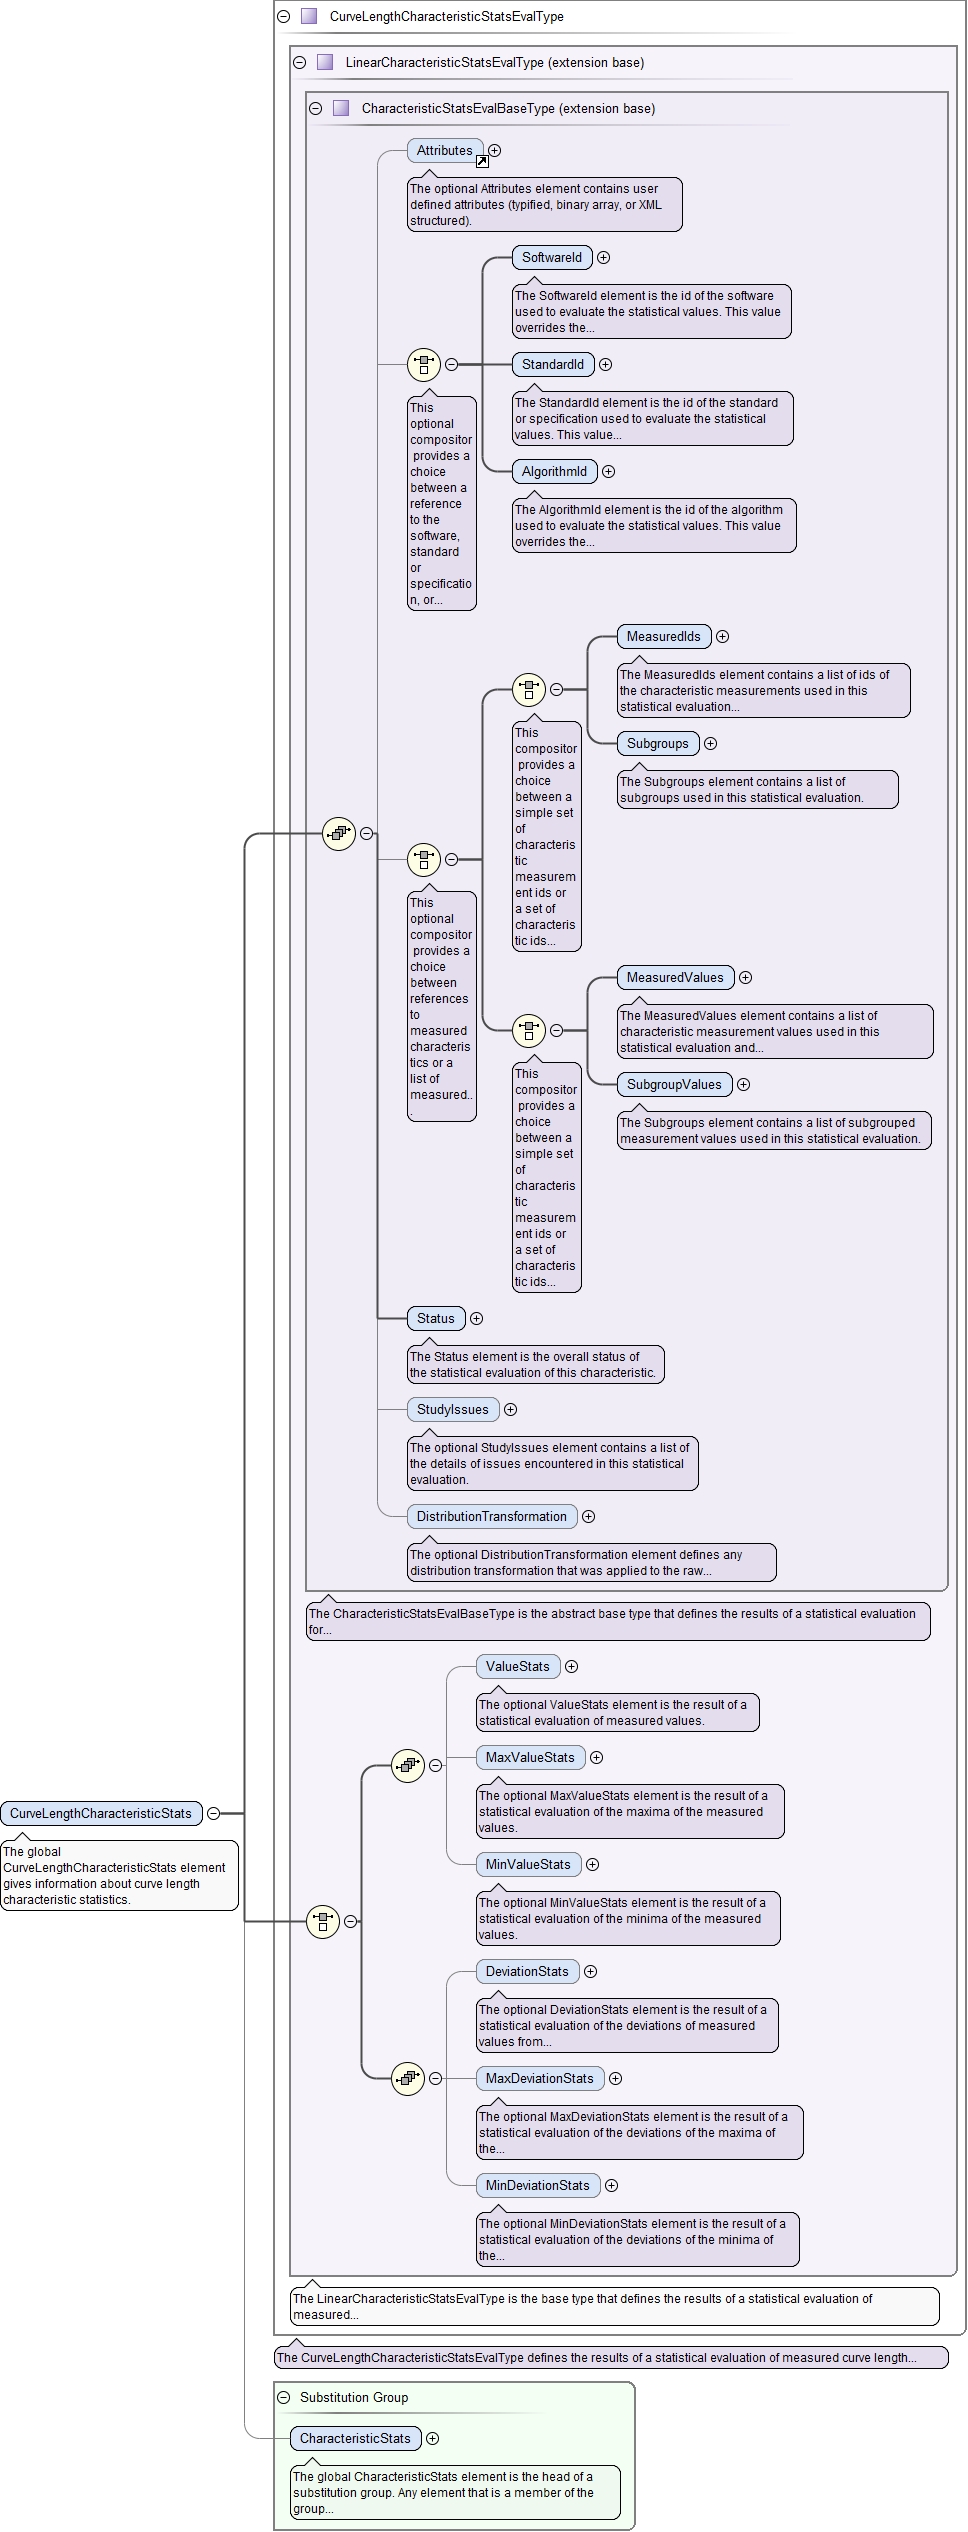 CurveLengthCharacteristicStatsEvalType
LinearCharacteristicStatsEvalType (extension base)
CharacteristicStatsEvalBaseType (extension base)
Attributes
The optional Attributes element contains user
defined attributes (typified, binary array, or XML
structured).
SoftwareId
The SoftwareId element is the id of the software
used to evaluate the statistical values. This value
overrides the...
StandardId
The StandardId element is the id of the standard
or specification used to evaluate the statistical
values. This value...
AlgorithmId
The AlgorithmId element is the id of the algorithm
used to evaluate the statistical values. This value
overrides the...
This
optional
compositor
provides a
choice
between a
reference
to the
software,
standard
or
specificatio
n, or...
MeasuredIds
The MeasuredIds element contains a list of ids of
the characteristic measurements used in this
statistical evaluation...
Subgroups
The Subgroups element contains a list of
subgroups used in this statistical evaluation.
This
compositor
provides a
choice
between a
simple set
of
characteris
tic
measurem
ent ids or
a set of
characteris
tic ids...
This
optional
compositor
provides a
choice
between
references
to
measured
characteris
tics or a
list of
measured..
.
MeasuredValues
The MeasuredValues element contains a list of
characteristic measurement values used in this
statistical evaluation and...
SubgroupValues
The Subgroups element contains a list of subgrouped
measurement values used in this statistical evaluation.
This
compositor
provides a
choice
between a
simple set
of
characteris
tic
measurem
ent ids or
a set of
characteris
tic ids...
Status
The Status element is the overall status of
the statistical evaluation of this characteristic.
StudyIssues
The optional StudyIssues element contains a list of
the details of issues encountered in this statistical
evaluation.
DistributionTransformation
The optional DistributionTransformation element defines any
distribution transformation that was applied to the raw...
The CharacteristicStatsEvalBaseType is the abstract base type that defines the results of a statistical evaluation
for...
ValueStats
The optional ValueStats element is the result of a
statistical evaluation of measured values.
MaxValueStats
The optional MaxValueStats element is the result of a
statistical evaluation of the maxima of the measured
values.
MinValueStats
The optional MinValueStats element is the result of a
statistical evaluation of the minima of the measured
values.
CurveLengthCharacteristicStats
The global
CurveLengthCharacteristicStats element
gives information about curve length
characteristic statistics.
DeviationStats
The optional DeviationStats element is the result of a
statistical evaluation of the deviations of measured
values from...
MaxDeviationStats
The optional MaxDeviationStats element is the result of a
statistical evaluation of the deviations of the maxima of
the...
MinDeviationStats
The optional MinDeviationStats element is the result of a
statistical evaluation of the deviations of the minima of
the...
The LinearCharacteristicStatsEvalType is the base type that defines the results of a statistical evaluation of
measured...
The CurveLengthCharacteristicStatsEvalType defines the results of a statistical evaluation of measured curve length...
Substitution Group
CharacteristicStats
The global CharacteristicStats element is the head of a
substitution group. Any element that is a member of the
group...